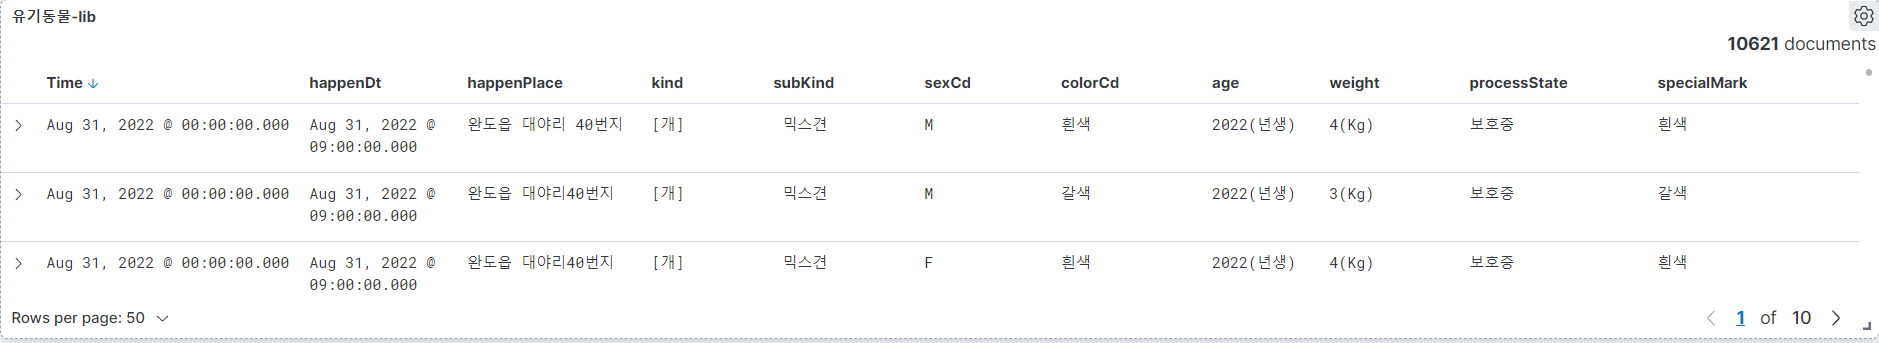 유기동물-lib
10621 documents
Time happenDt happenPlace kind subKind sexCd colorCd age weight processState specialMark
Aug 31, 2022 @ 00:00:00.000 Aug 31, 2022 @ 완도읍 대야리 40번지 [개] 믹스견 M 흰색 2022(년생) 4(Kg) 보호중 흰색
09:00:00.000
Aug 31, 2022 @ 00:00:00.000 Aug 31, 2022 @ 완도읍 대야리40번지 [개] 믹스견 M 갈색 2022(년생) 3(Kg) 보호중 갈색
09:00:00.000
Aug 31, 2022 @ 00:00:00.000 Aug 31, 2022 @ 완도읍 대야리40번지 [개] 믹스견 F 흰색 2022(년생) 4(Kg) 보호중 흰색
09:00:00.000
Rows per page: 50 1 of 10